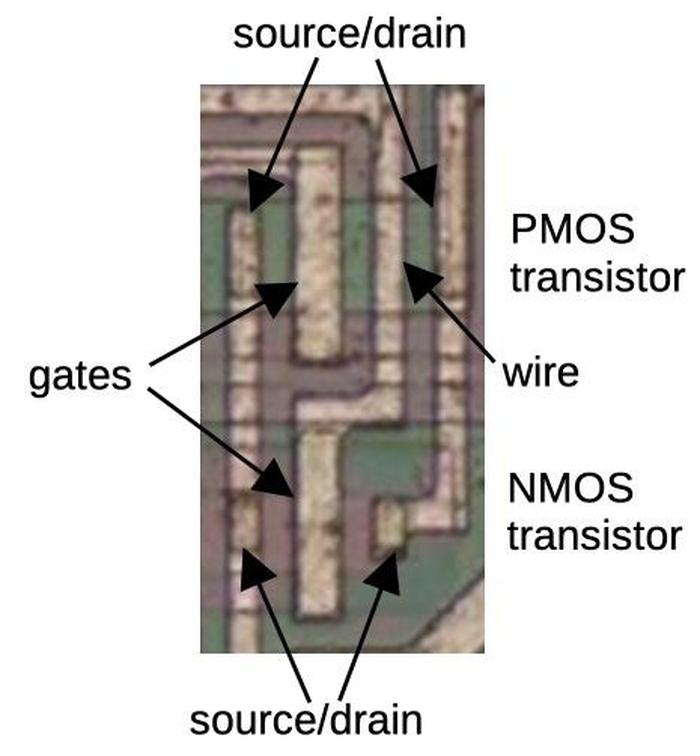 source/drain
PMOS
transistor
gates
wire
NMOS
transistor
source/drain